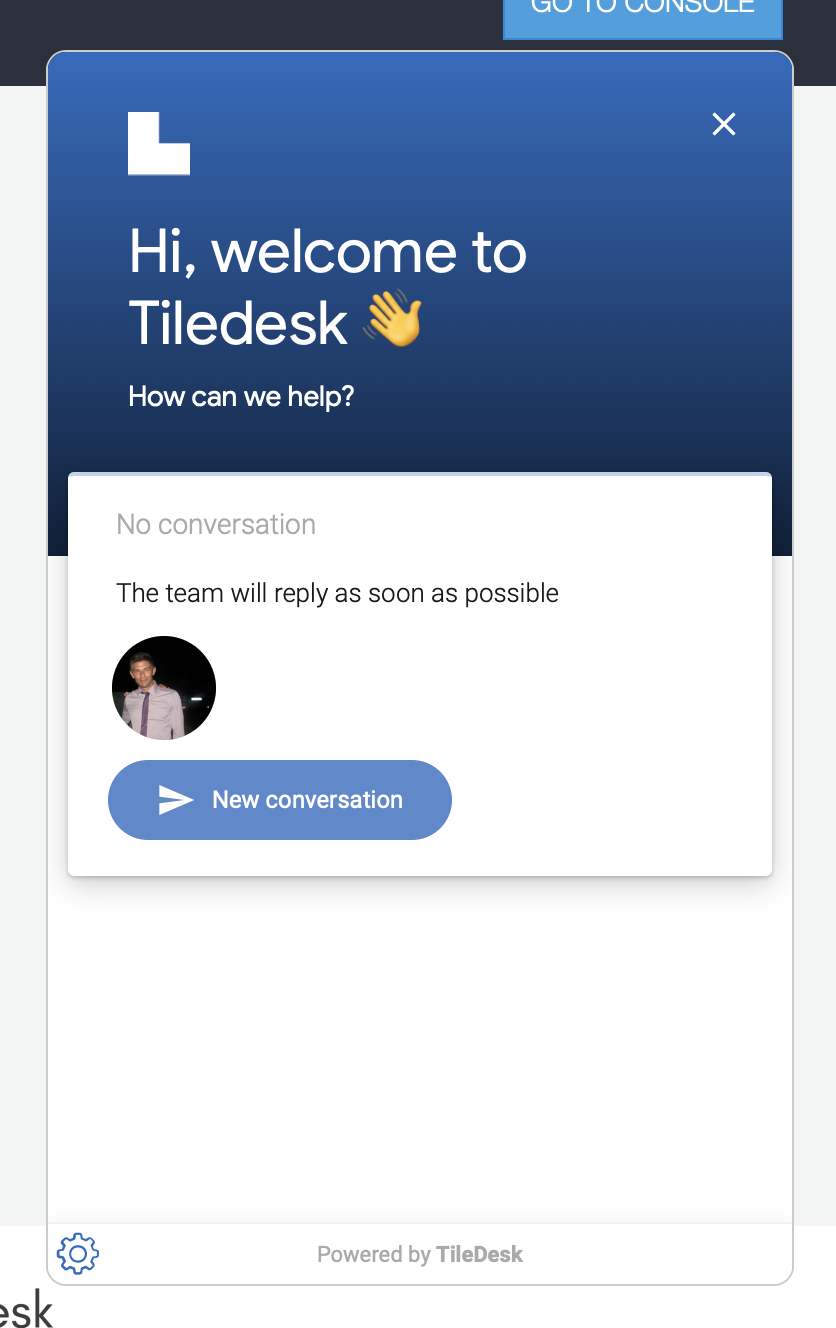 GO TO CONSOLE
Hi, welcome to
Tiledesk 👋
How can we help?
No conversation
The team will reply as soon as possible
New conversation
Powered by TileDesk
esk